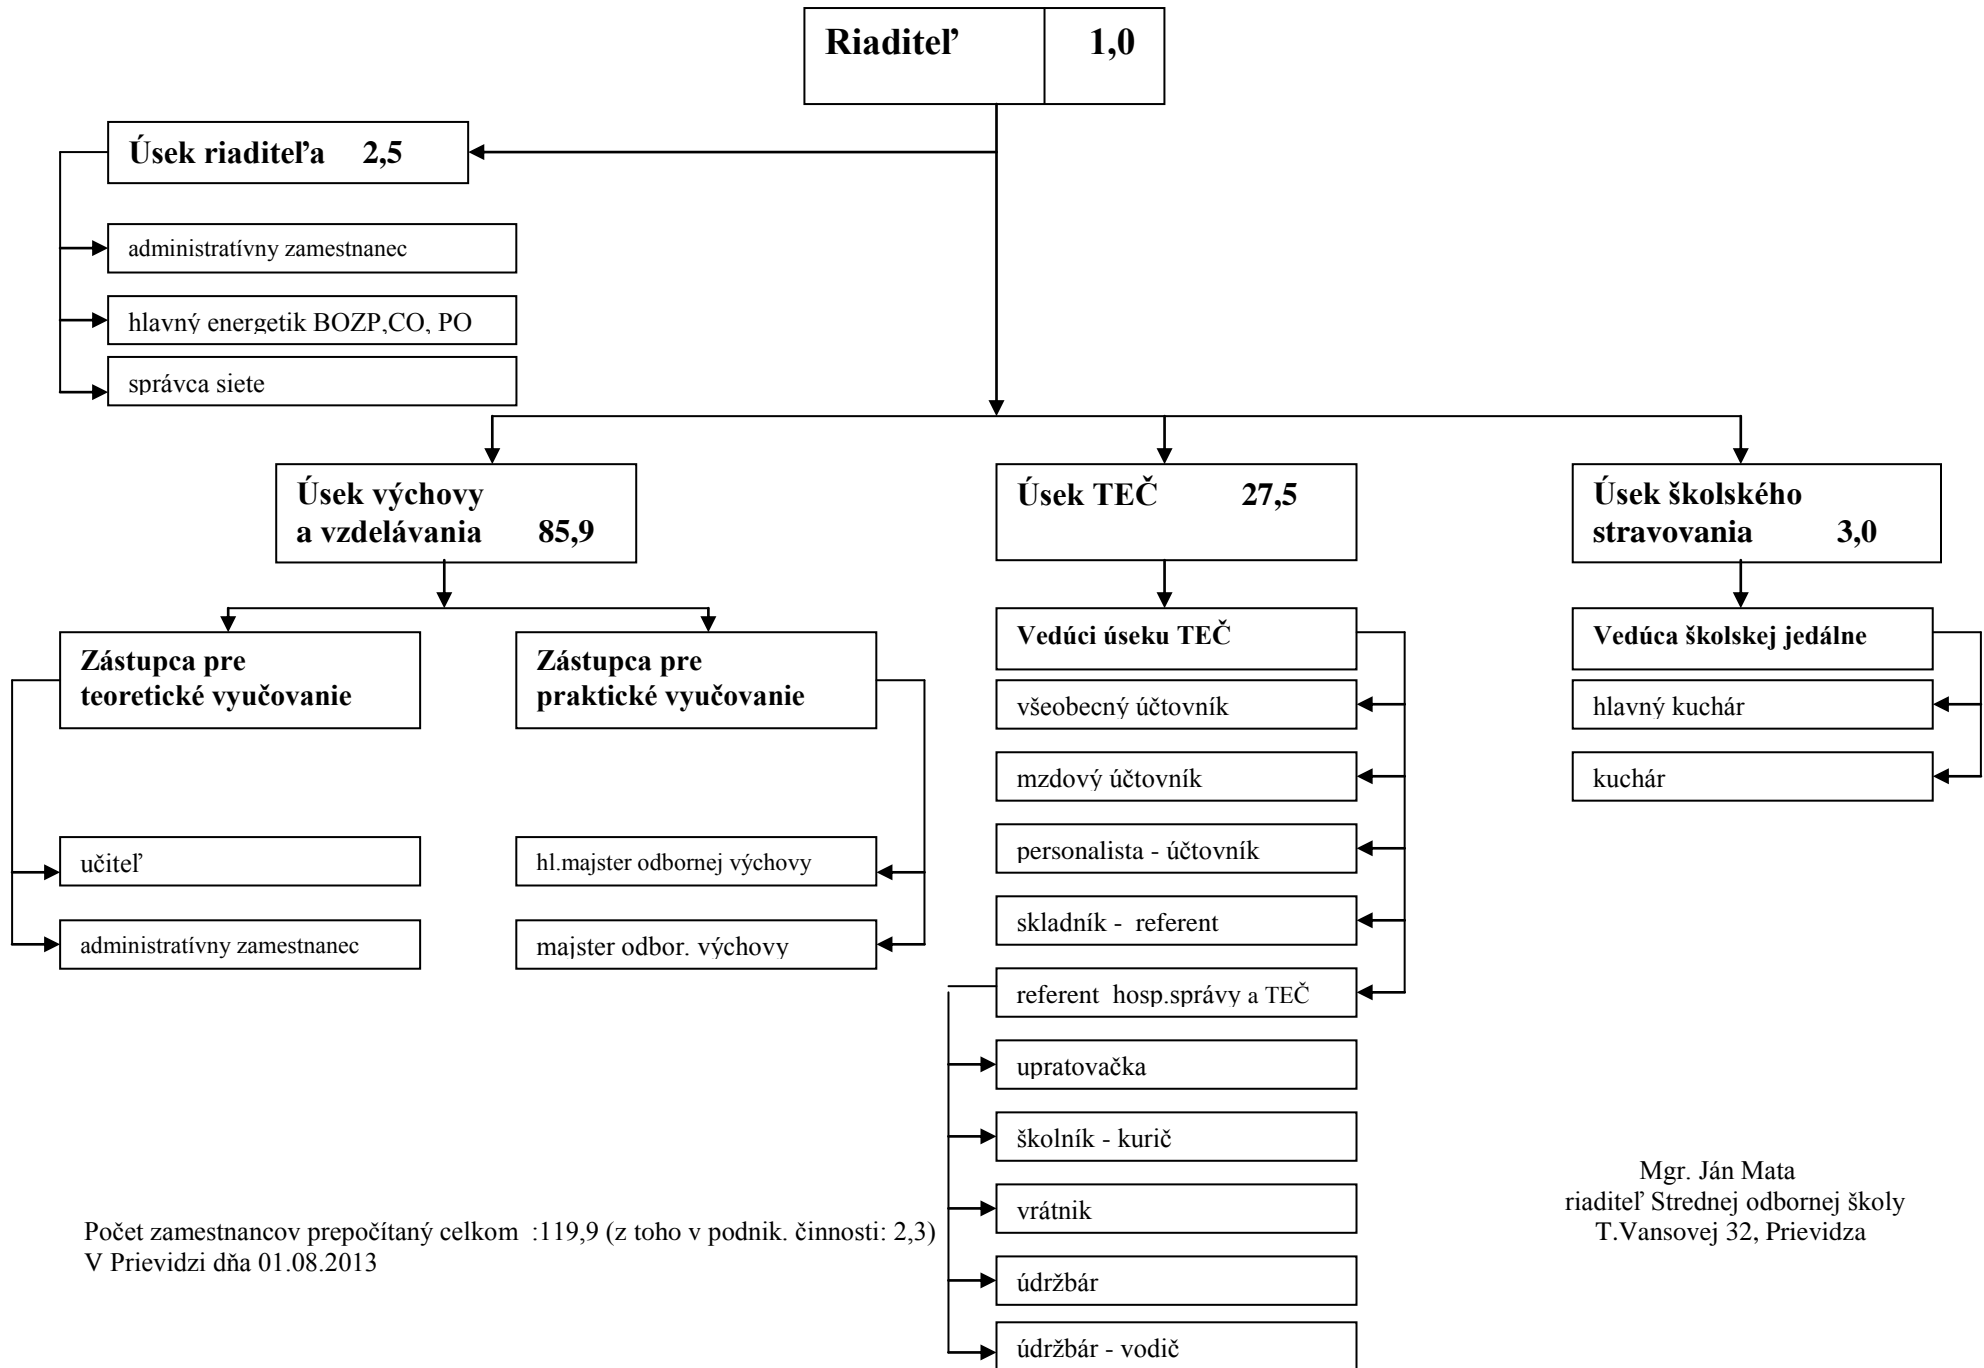 Riaditeľ 1,0
Úsek riaditeľa 2,5
administratívny zamestnanec
hlavný energetik BOZP,CO, PO
správca siete
Úsek výchovy
a vzdelávania 85,9
Úsek TEČ 27,5
Úsek školského
stravovania 3,0
Zástupca pre
teoretické vyučovanie
učiteľ
administratívny zamestnanec
Zástupca pre
praktické vyučovanie
hl.majster odbornej výchovy
majster odbor. výchovy
Vedúci úseku TEČ
všeobecný účtovník
mzdový účtovník
personalista - účtovník
skladník - referent
referent hosp.správy a TEČ
upratovačka
školník - kurič
vrátnik
údržbár
údržbár - vodič
Vedúca školskej jedálne
hlavný kuchár
kuchár
Počet zamestnancov prepočítaný celkom :119,9 (z toho v podnik. činnosti: 2,3)
V Prievidzi dňa 01.08.2013
Mgr. Ján Mata
riaditeľ Strednej odbornej školy
T.Vansovej 32, Prievidza